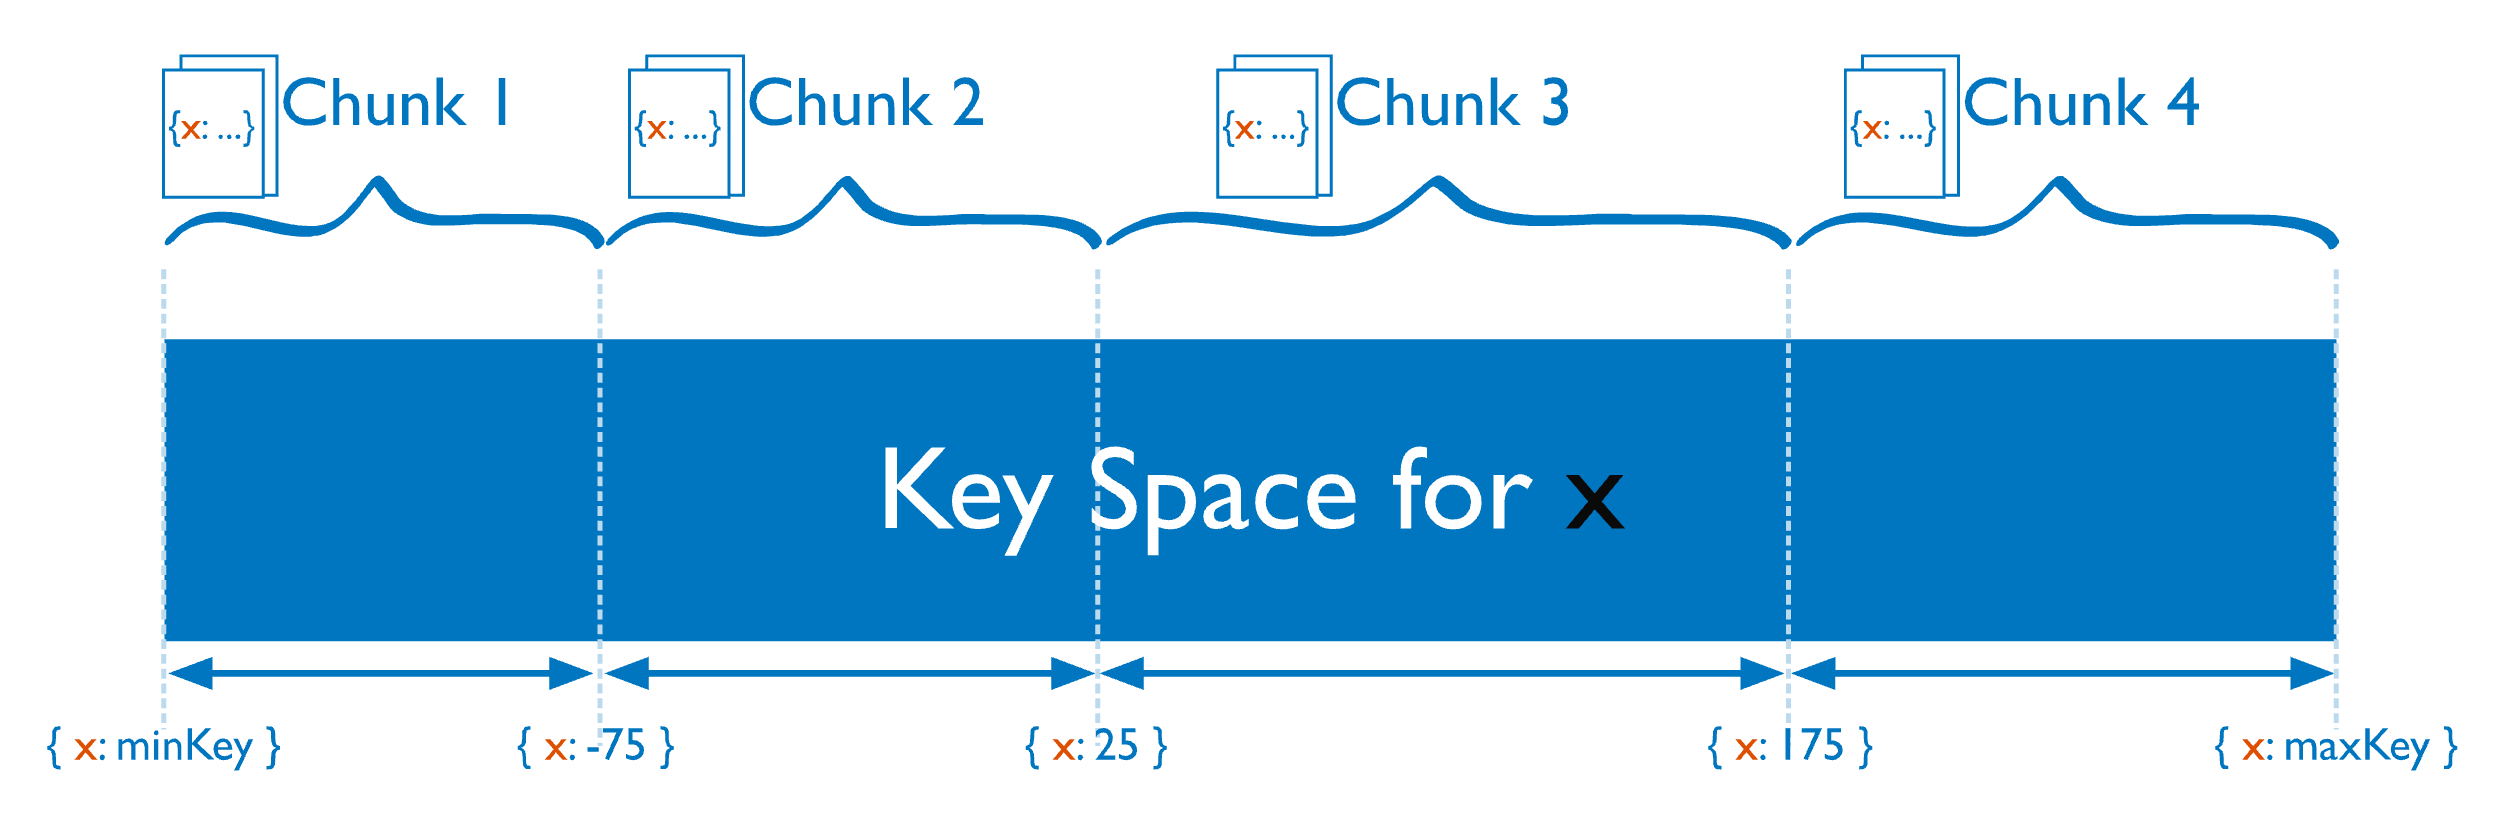 Chunk 1
Chunk 2
Chunk 3
Chunk 4
{x: ...}
{x: ...}
{x: ...}
{x: ...}
Key Space for x
{ x: minKey }
{ x: -75 }
{ x: 25 }
{ x: 175 }
{ x: maxKey }